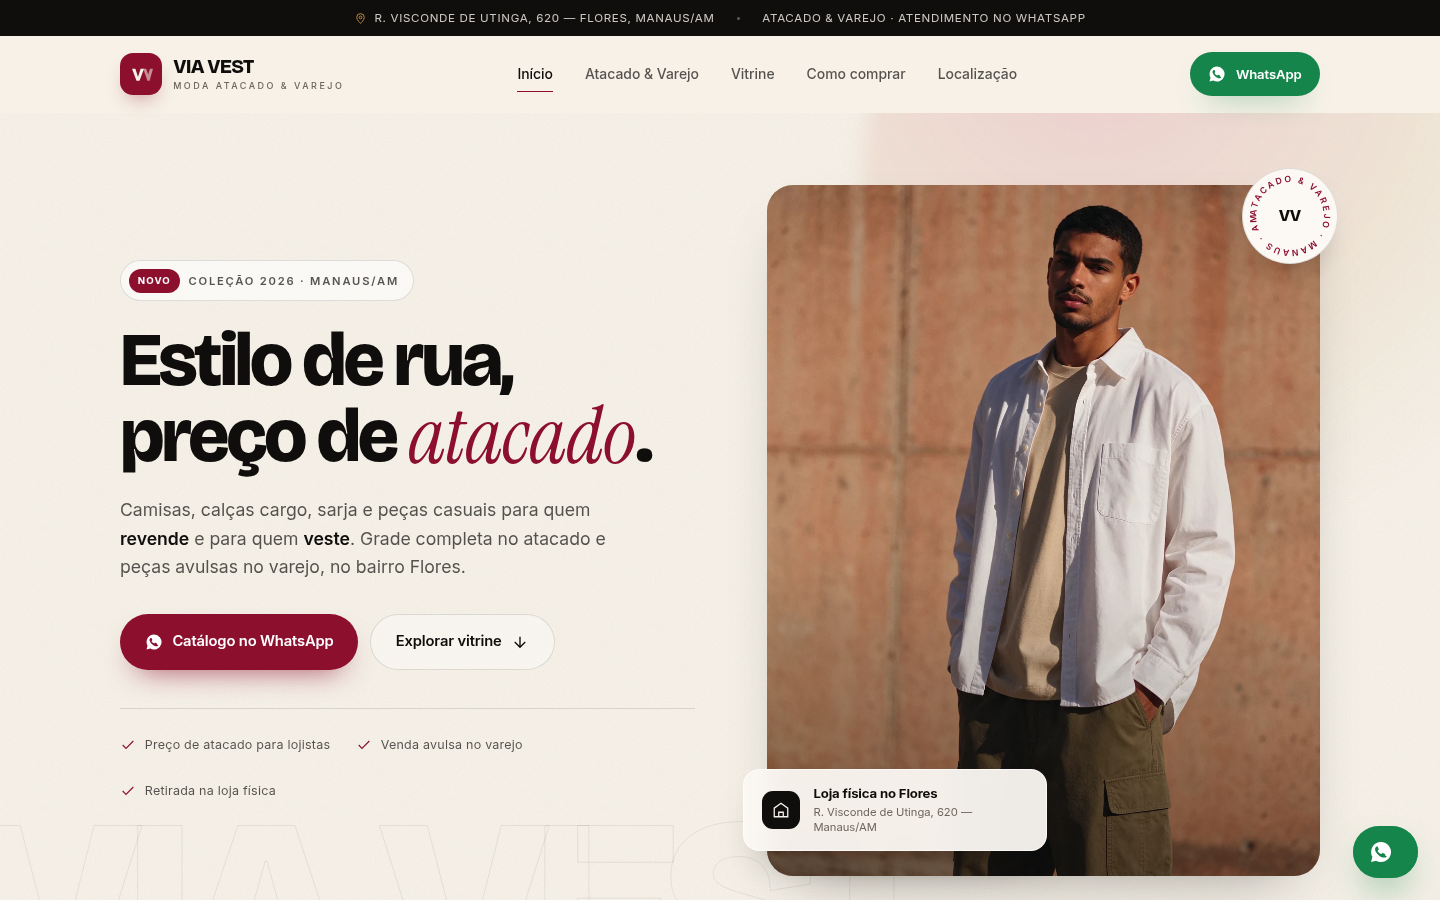 R. VISCONDE DE UTINGA, 620 — FLORES, MANAUS/AM • ATACADO & VAREJO · ATENDIMENTO NO WHATSAPP
VV
VIA VEST
MODA ATACADO & VAREJO
Início
Atacado & Varejo
Vitrine
Como comprar
Localização
WhatsApp
NOVO COLEÇÃO 2026 · MANAUS/AM
Estilo de rua,
preço de atacado.
Camisas, calças cargo, sarja e peças casuais para quem
revende e para quem veste. Grade completa no atacado e
peças avulsas no varejo, no bairro Flores.
Catálogo no WhatsApp
Explorar vitrine
Preço de atacado para lojistas
Venda avulsa no varejo
Retirada na loja física
ATACADO & VAREJO · MANAUS · AM
VV
Loja física no Flores
R. Visconde de Utinga, 620 —
Manaus/AM
VIA VEST